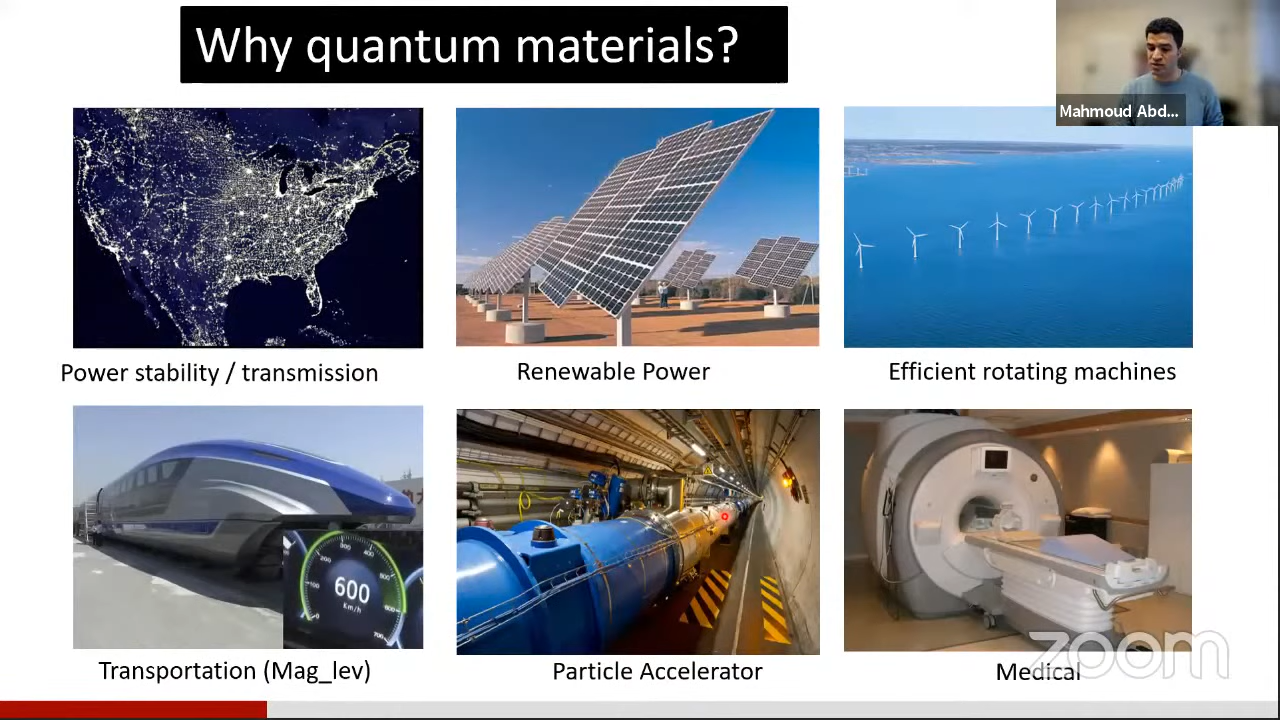 Why quantum materials?
Mahmoud Abd...
Power stability / transmission
Renewable Power
Efficient rotating machines
600
Km/h
Transportation (Mag_lev)
Particle Accelerator
Medical
zoom